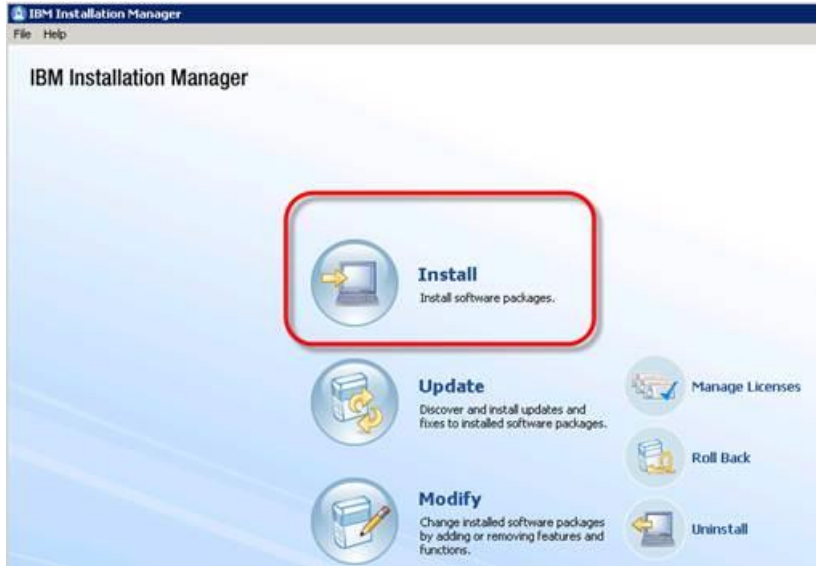 IBM Installation Manager
File Help
IBM Installation Manager
Install
Install software packages.
Update
Discover and install updates and
fixes to installed software packages.
Manage Licenses
Roll Back
Modify
Change installed software packages
by adding or removing features and
functions.
Uninstall